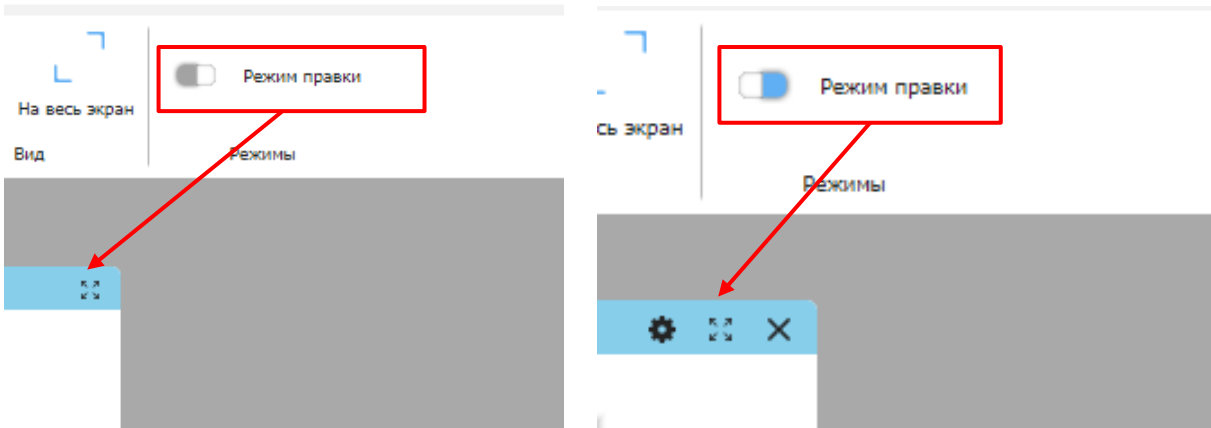 Режим правки
На весь экран
Вид
Режимы
Режим правки
сь экран
Режимы